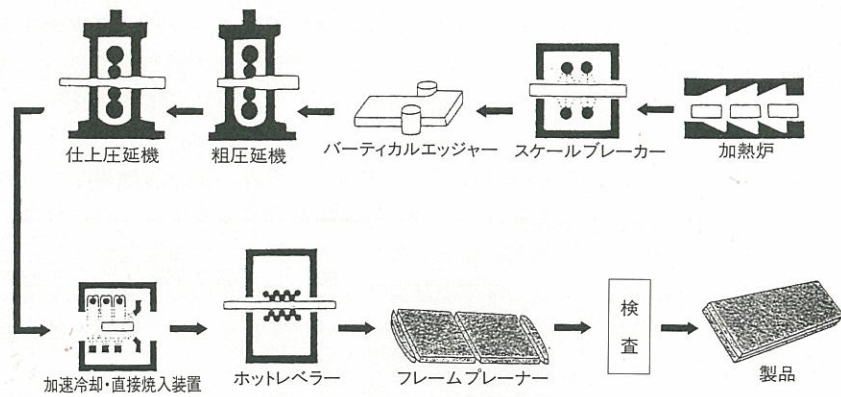 仕上圧延機
粗圧延機
バーティカルエッジャー
スケールブレーカー
加熱炉
加速冷却・直接焼入装置
ホットレベラー
フレームプレーナー
検
査
製品